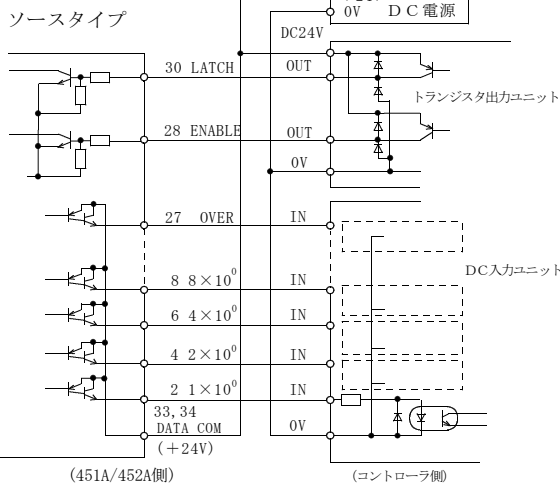 0V DC電源
ソースタイプ
DC24V
30 LATCH OUT
トランジスタ出力ユニット
28 ENABLE OUT
0V
27 OVER IN
DC入力ユニット
8 8×10⁰ IN
6 4×10⁰ IN
4 2×10⁰ IN
2 1×10⁰ IN
33,34
DATA COM 0V
(+24V)
(451A/452A側) (コントローラ側)